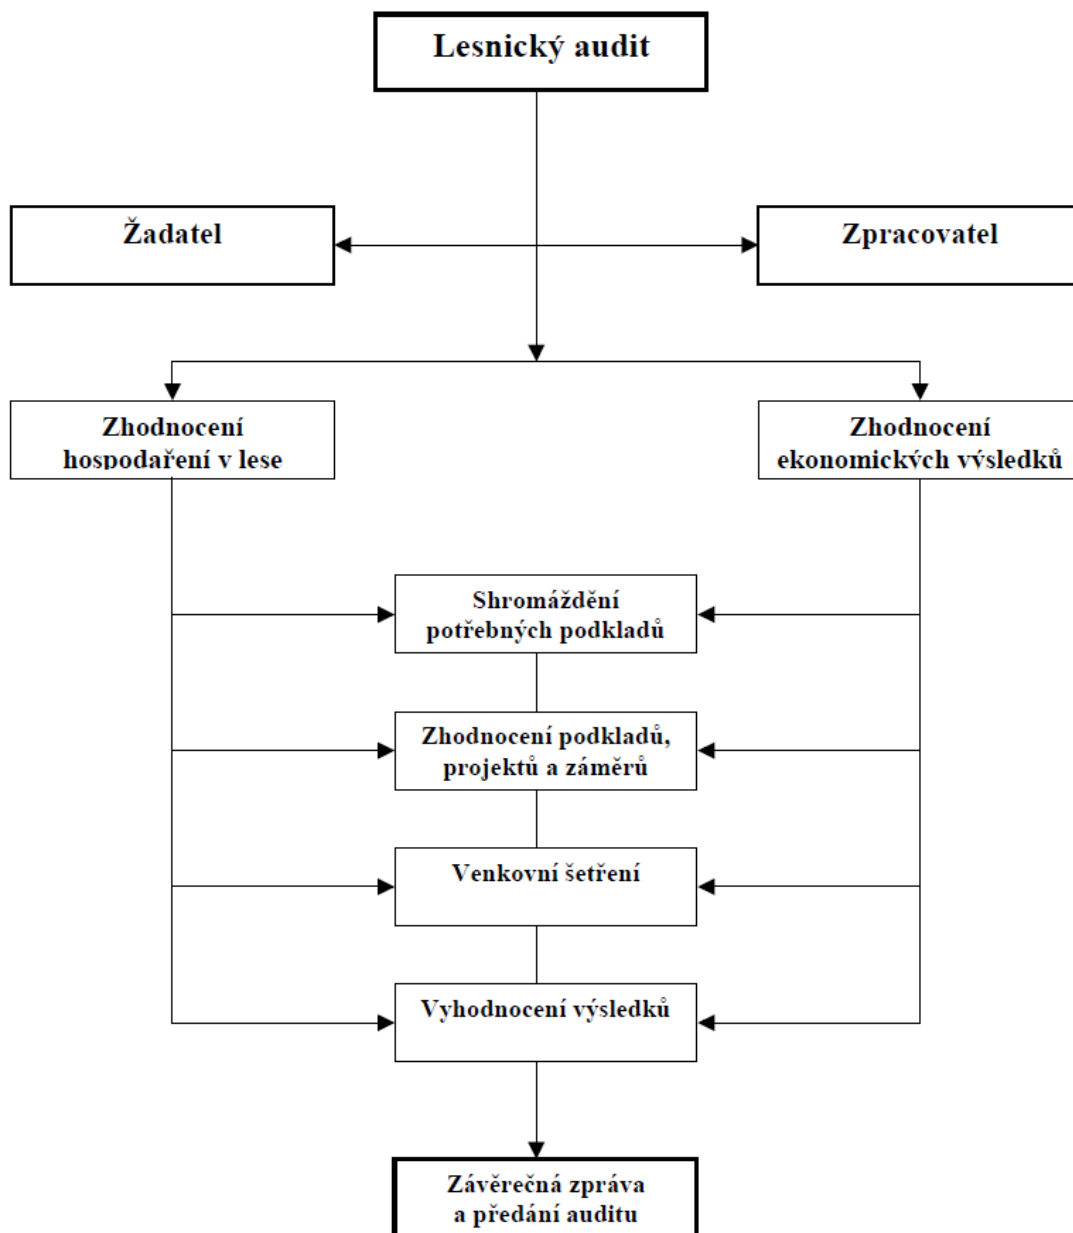 Lesnický audit
Žadatel
Zpracovatel
Zhodnocení
hospodaření v lese
Zhodnocení
ekonomických výsledků
Shromáždění
potřebných podkladů
Zhodnocení podkladů,
projektů a záměrů
Venkovní šetření
Vyhodnocení výsledků
Závěrečná zpráva
a předání auditu